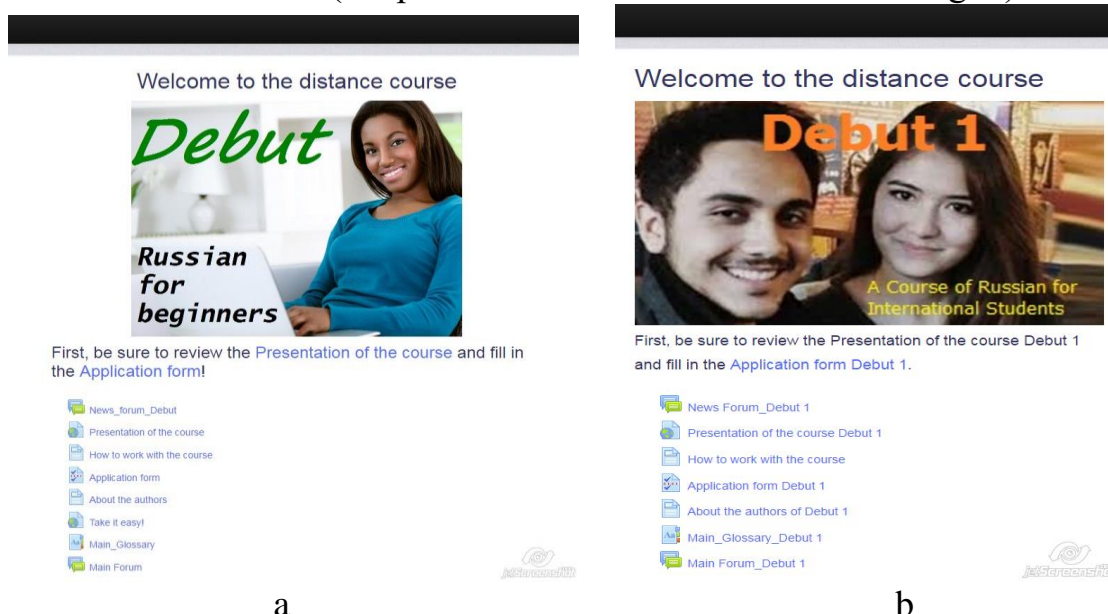 Welcome to the distance course
Debut
Russian
for
beginners
First, be sure to review the Presentation of the course and fill in
the Application form!
News_forum_Debut
Presentation of the course
How to work with the course
Application form
About the authors
Take it easy!
Main_Glossary
Main Forum
jetScreenshot
a
Welcome to the distance course
Debut 1
A Course of Russian for
International Students
First, be sure to review the Presentation of the course Debut 1
and fill in the Application form Debut 1.
News Forum_Debut 1
Presentation of the course Debut 1
How to work with the course
Application form Debut 1
About the authors of Debut 1
Main_Glossary_Debut 1
Main Forum_Debut 1
b